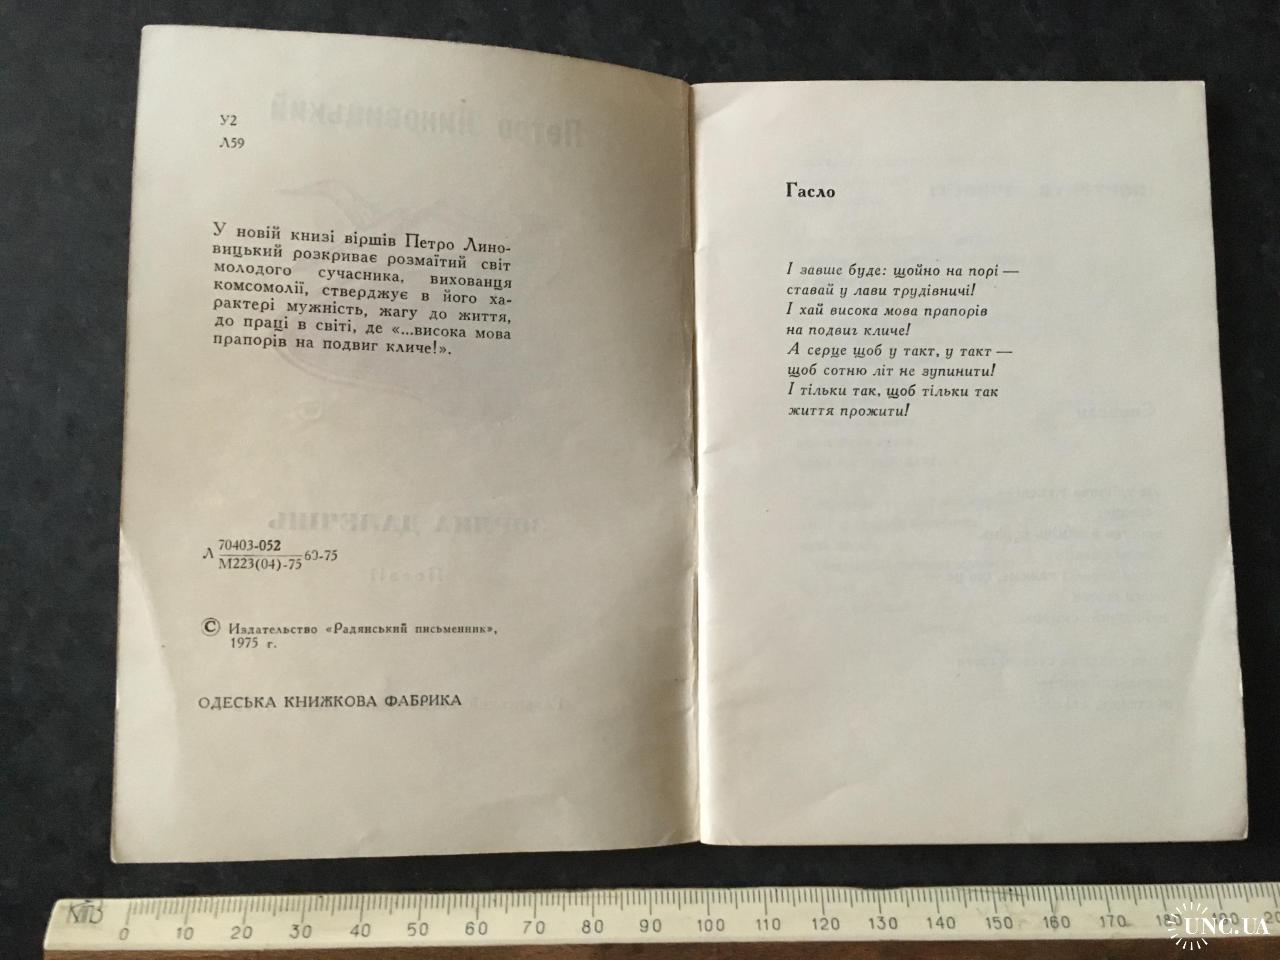 У2
Л59
У новій книзі віршів Петро Лино-
вицький розкриває розмаїтий світ
молодого сучасника, вихованця
комсомолії, стверджує в його ха-
рактері мужність, жагу до життя,
до праці в світі, де «...висока мова
прапорів на подвиг кличе!».
Л 70403-052
М223(04)-75 60-75
© Издательство «Радянський письменник»,
1975 г.
ОДЕСЬКА КНИЖКОВА ФАБРИКА
Гасло
І завше буде: щойно на порі —
ставай у лави трудівничі!
І хай висока мова прапорів
на подвиг кличе!
А серце щоб у такт, у такт —
щоб сотню літ не зупинити!
І тільки так, щоб тільки так
життя прожити!
0 10 20 30 40 50 60 70 80 90 100 110 120 130 140 150 160 170 180 190 20
UNC.UA